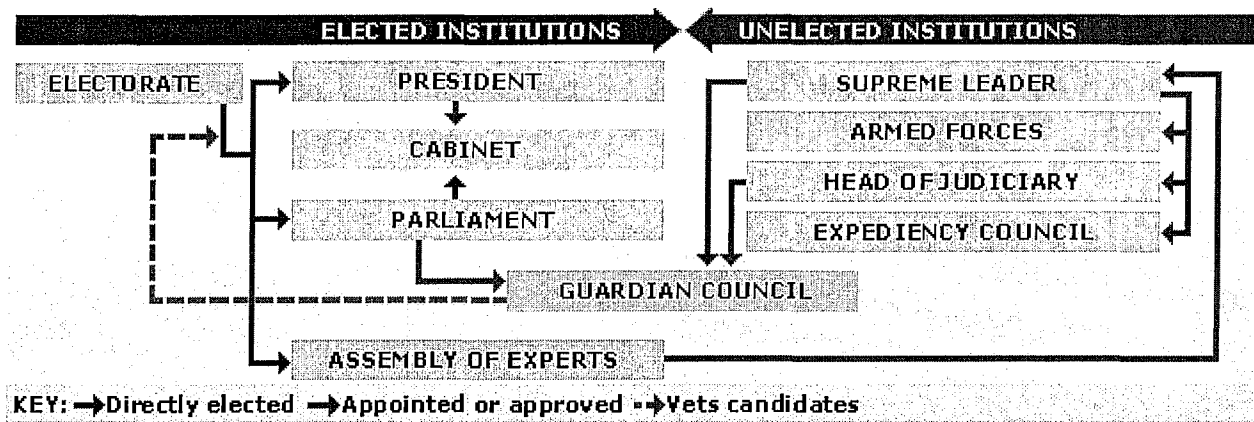 ELECTED INSTITUTIONS UNELECTED INSTITUTIONS
ELECTORATE PRESIDENT SUPREME LEADER
ARMED FORCES
CABINET
HEAD OF JUDICIARY
PARLIAMENT
EXPEDIENCY COUNCIL
GUARDIAN COUNCIL
ASSEMBLY OF EXPERTS
KEY: Directly elected Appointed or approved Vets candidates